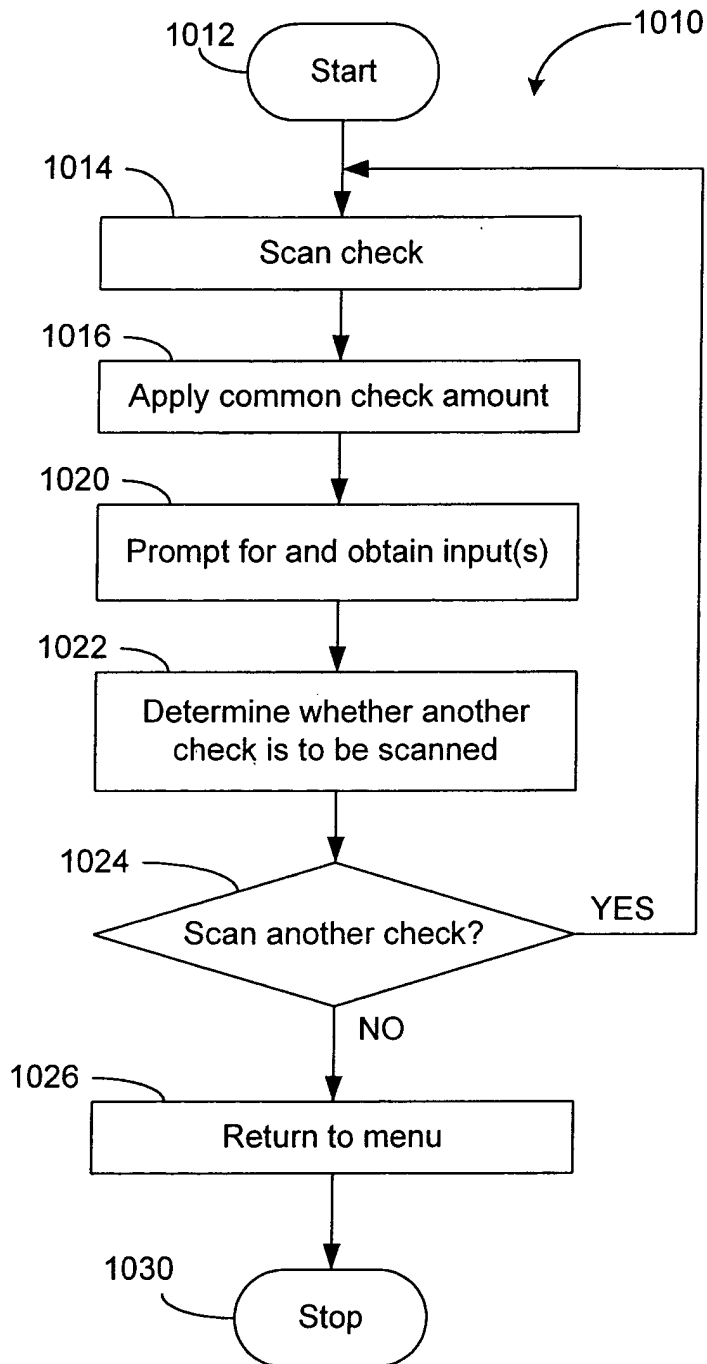 1010
1012
Start
1014
Scan check
1016
Apply common check amount
1020
Prompt for and obtain input(s)
1022
Determine whether another
check is to be scanned
1024
Scan another check?
YES
NO
1026
Return to menu
1030
Stop